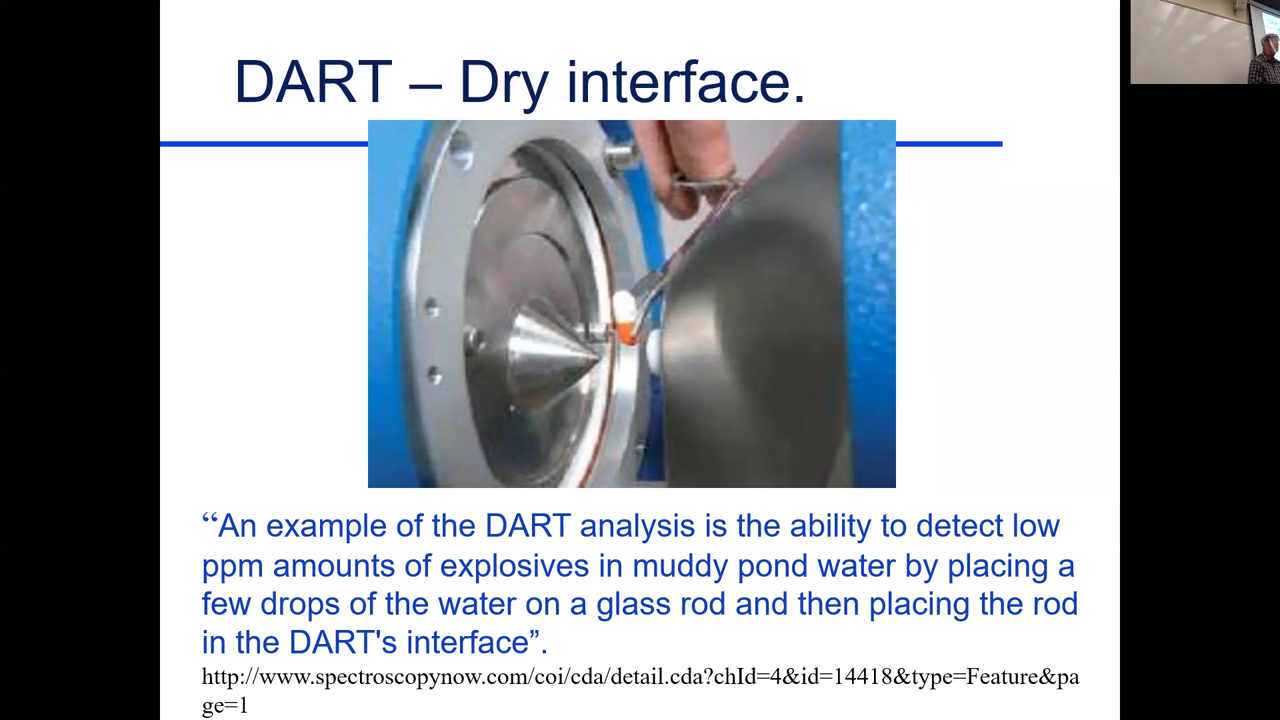 DART – Dry interface.
“An example of the DART analysis is the ability to detect low
ppm amounts of explosives in muddy pond water by placing a
few drops of the water on a glass rod and then placing the rod
in the DART's interface”.
http://www.spectroscopynow.com/coi/cda/detail.cda?chId=4&id=14418&type=Feature&pa
ge=1